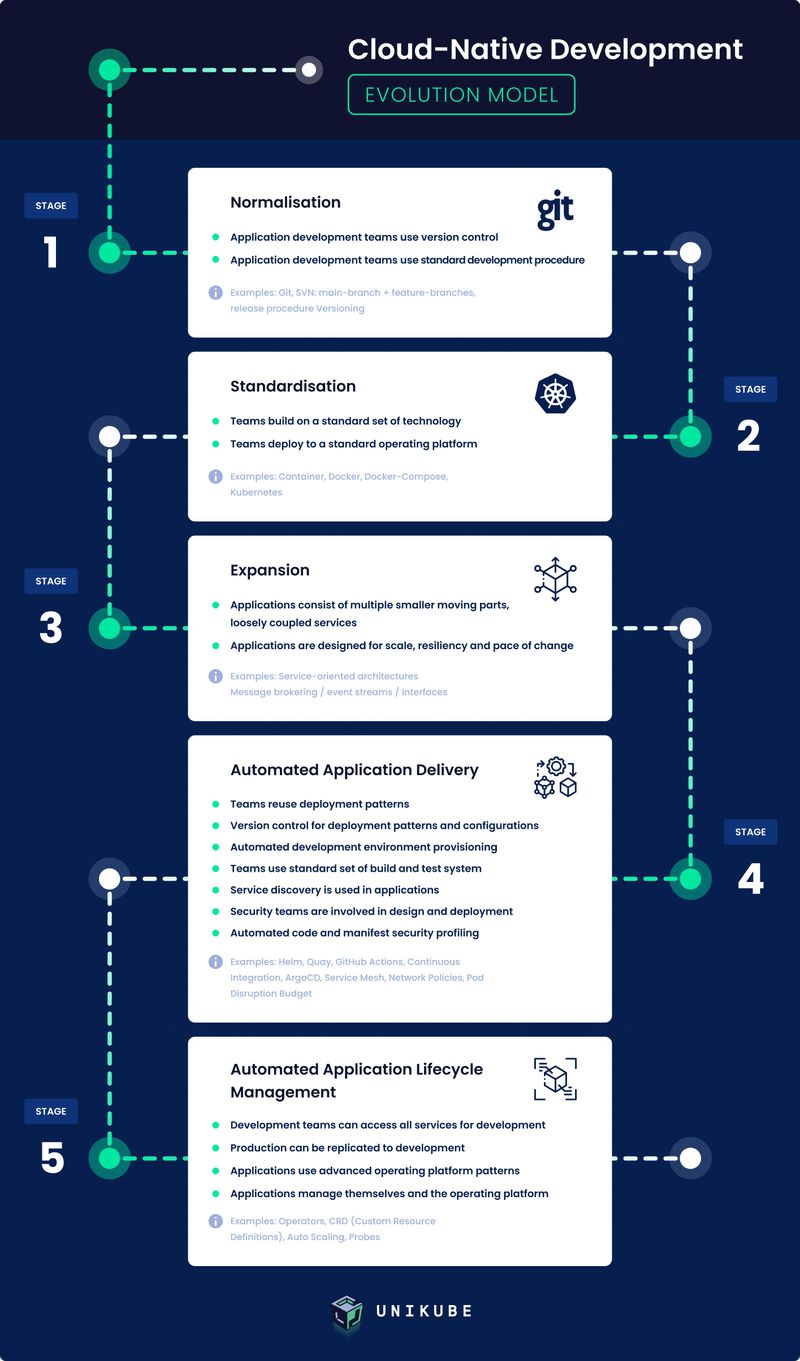 Cloud-Native Development
EVOLUTION MODEL
STAGE
1
Normalisation
git
Application development teams use version control
Application development teams use standard development procedure
Examples: Git, SVN: main-branch + feature-branches,
release procedure Versioning
STAGE
2
Standardisation
Teams build on a standard set of technology
Teams deploy to a standard operating platform
Examples: Container, Docker, Docker-Compose,
Kubernetes
STAGE
3
Expansion
Applications consist of multiple smaller moving parts,
loosely coupled services
Applications are designed for scale, resiliency and pace of change
Examples: Service-oriented architectures
Message brokering / event streams / Interfaces
STAGE
4
Automated Application Delivery
Teams reuse deployment patterns
Version control for deployment patterns and configurations
Automated development environment provisioning
Teams use standard set of build and test system
Service discovery is used in applications
Security teams are involved in design and deployment
Automated code and manifest security profiling
Examples: Helm, Quay, GitHub Actions, Continuous
Integration, ArgoCD, Service Mesh, Network Policies, Pod
Disruption Budget
STAGE
5
Automated Application Lifecycle
Management
Development teams can access all services for development
Production can be replicated to development
Applications use advanced operating platform patterns
Applications manage themselves and the operating platform
Examples: Operators, CRD (Custom Resource
Definitions), Auto Scaling, Probes
UNIKUBE